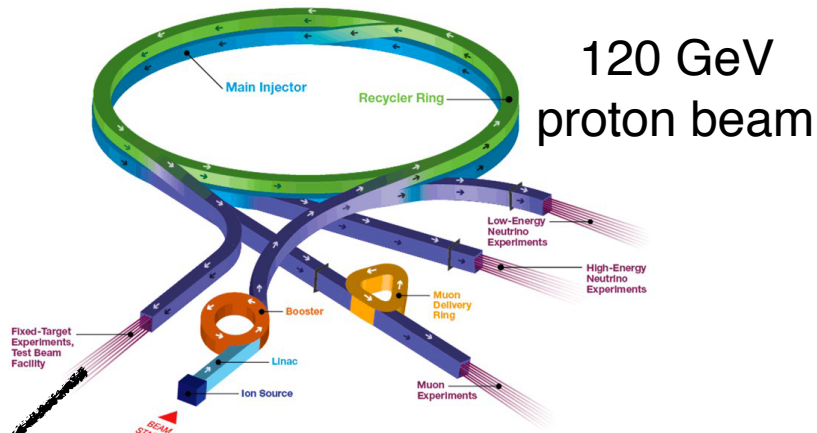 120 GeV
proton beam
Main Injector
Recycler Ring
Low-Energy
Neutrino
Experiments
High-Energy
Neutrino
Experiments
Muon
Delivery
Ring
Booster
Fixed-Target
Experiments,
Test Beam
Facility
Linac
Ion Source
Muon
Experiments
BEAM